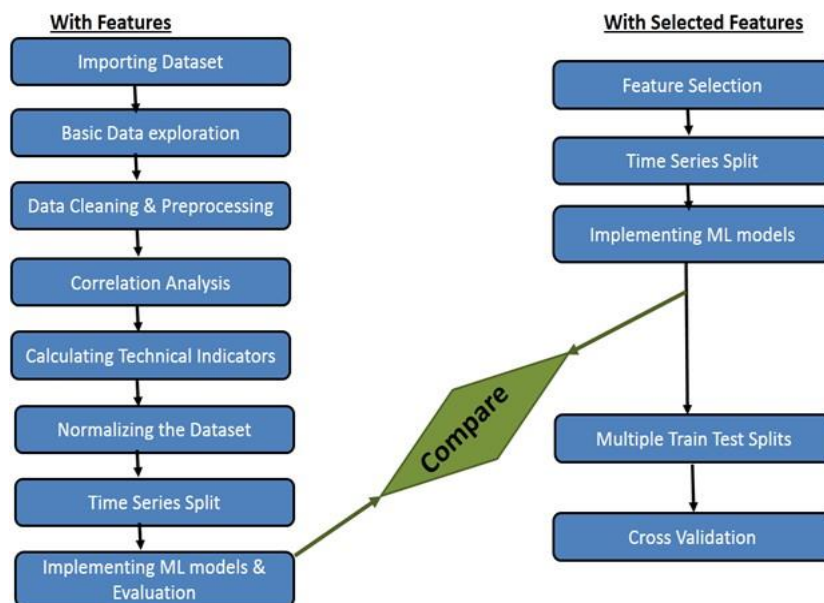 With Features
Importing Dataset
Basic Data exploration
Data Cleaning & Preprocessing
Correlation Analysis
Calculating Technical Indicators
Normalizing the Dataset
Time Series Split
Implementing ML models &
Evaluation
Compare
With Selected Features
Feature Selection
Time Series Split
Implementing ML models
Multiple Train Test Splits
Cross Validation